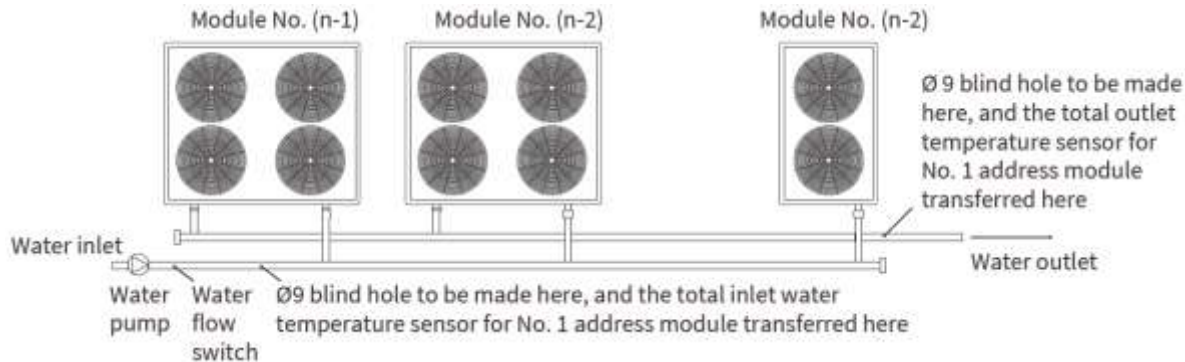 Module No. (n-1)
Module No. (n-2)
Module No. (n-2)
Ø 9 blind hole to be made
here, and the total outlet
temperature sensor for
No. 1 address module
transferred here
Water inlet
Water outlet
Water
pump
Water
flow
switch
Ø9 blind hole to be made here, and the total inlet water
temperature sensor for No. 1 address module transferred here